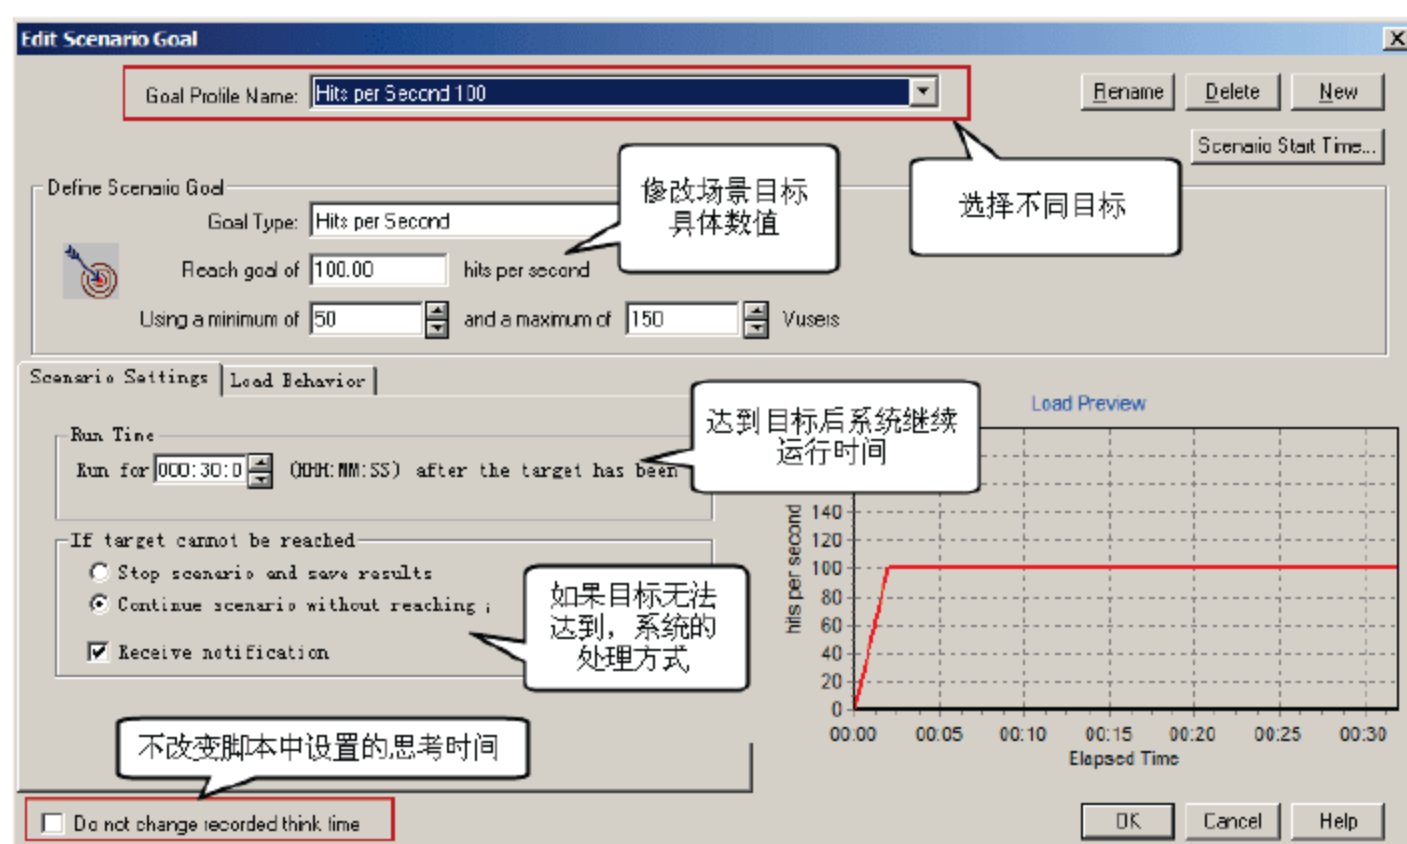 Edit Scenario Goal
Goal Profile Name: Hits per Second 100
Rename Delete New
Scenario Start Time...
选择不同目标
修改场景目标
具体数值
Define Scenario Goal
Goal Type: Hits per Second
Reach goal of 100.00 hits per second
Using a minimum of 50 and a maximum of 150 Vusers
Scenario Settings Load Behavior
达到目标后系统继续
运行时间
Run Time
Run for 000:30:0 (HHH:MM:SS) after the target has been
If target cannot be reached
Stop scenario and save results
Continue scenario without reaching
Receive notification
如果目标无法
达到，系统的
处理方式
不改变脚本中设置的思考时间
Do not change recorded think time
Load Preview
hits per second
140
120
100
80
60
40
20
0
00:00 00:05 00:10 00:15 00:20 00:25 00:30
Elapsed Time
OK Cancel Help